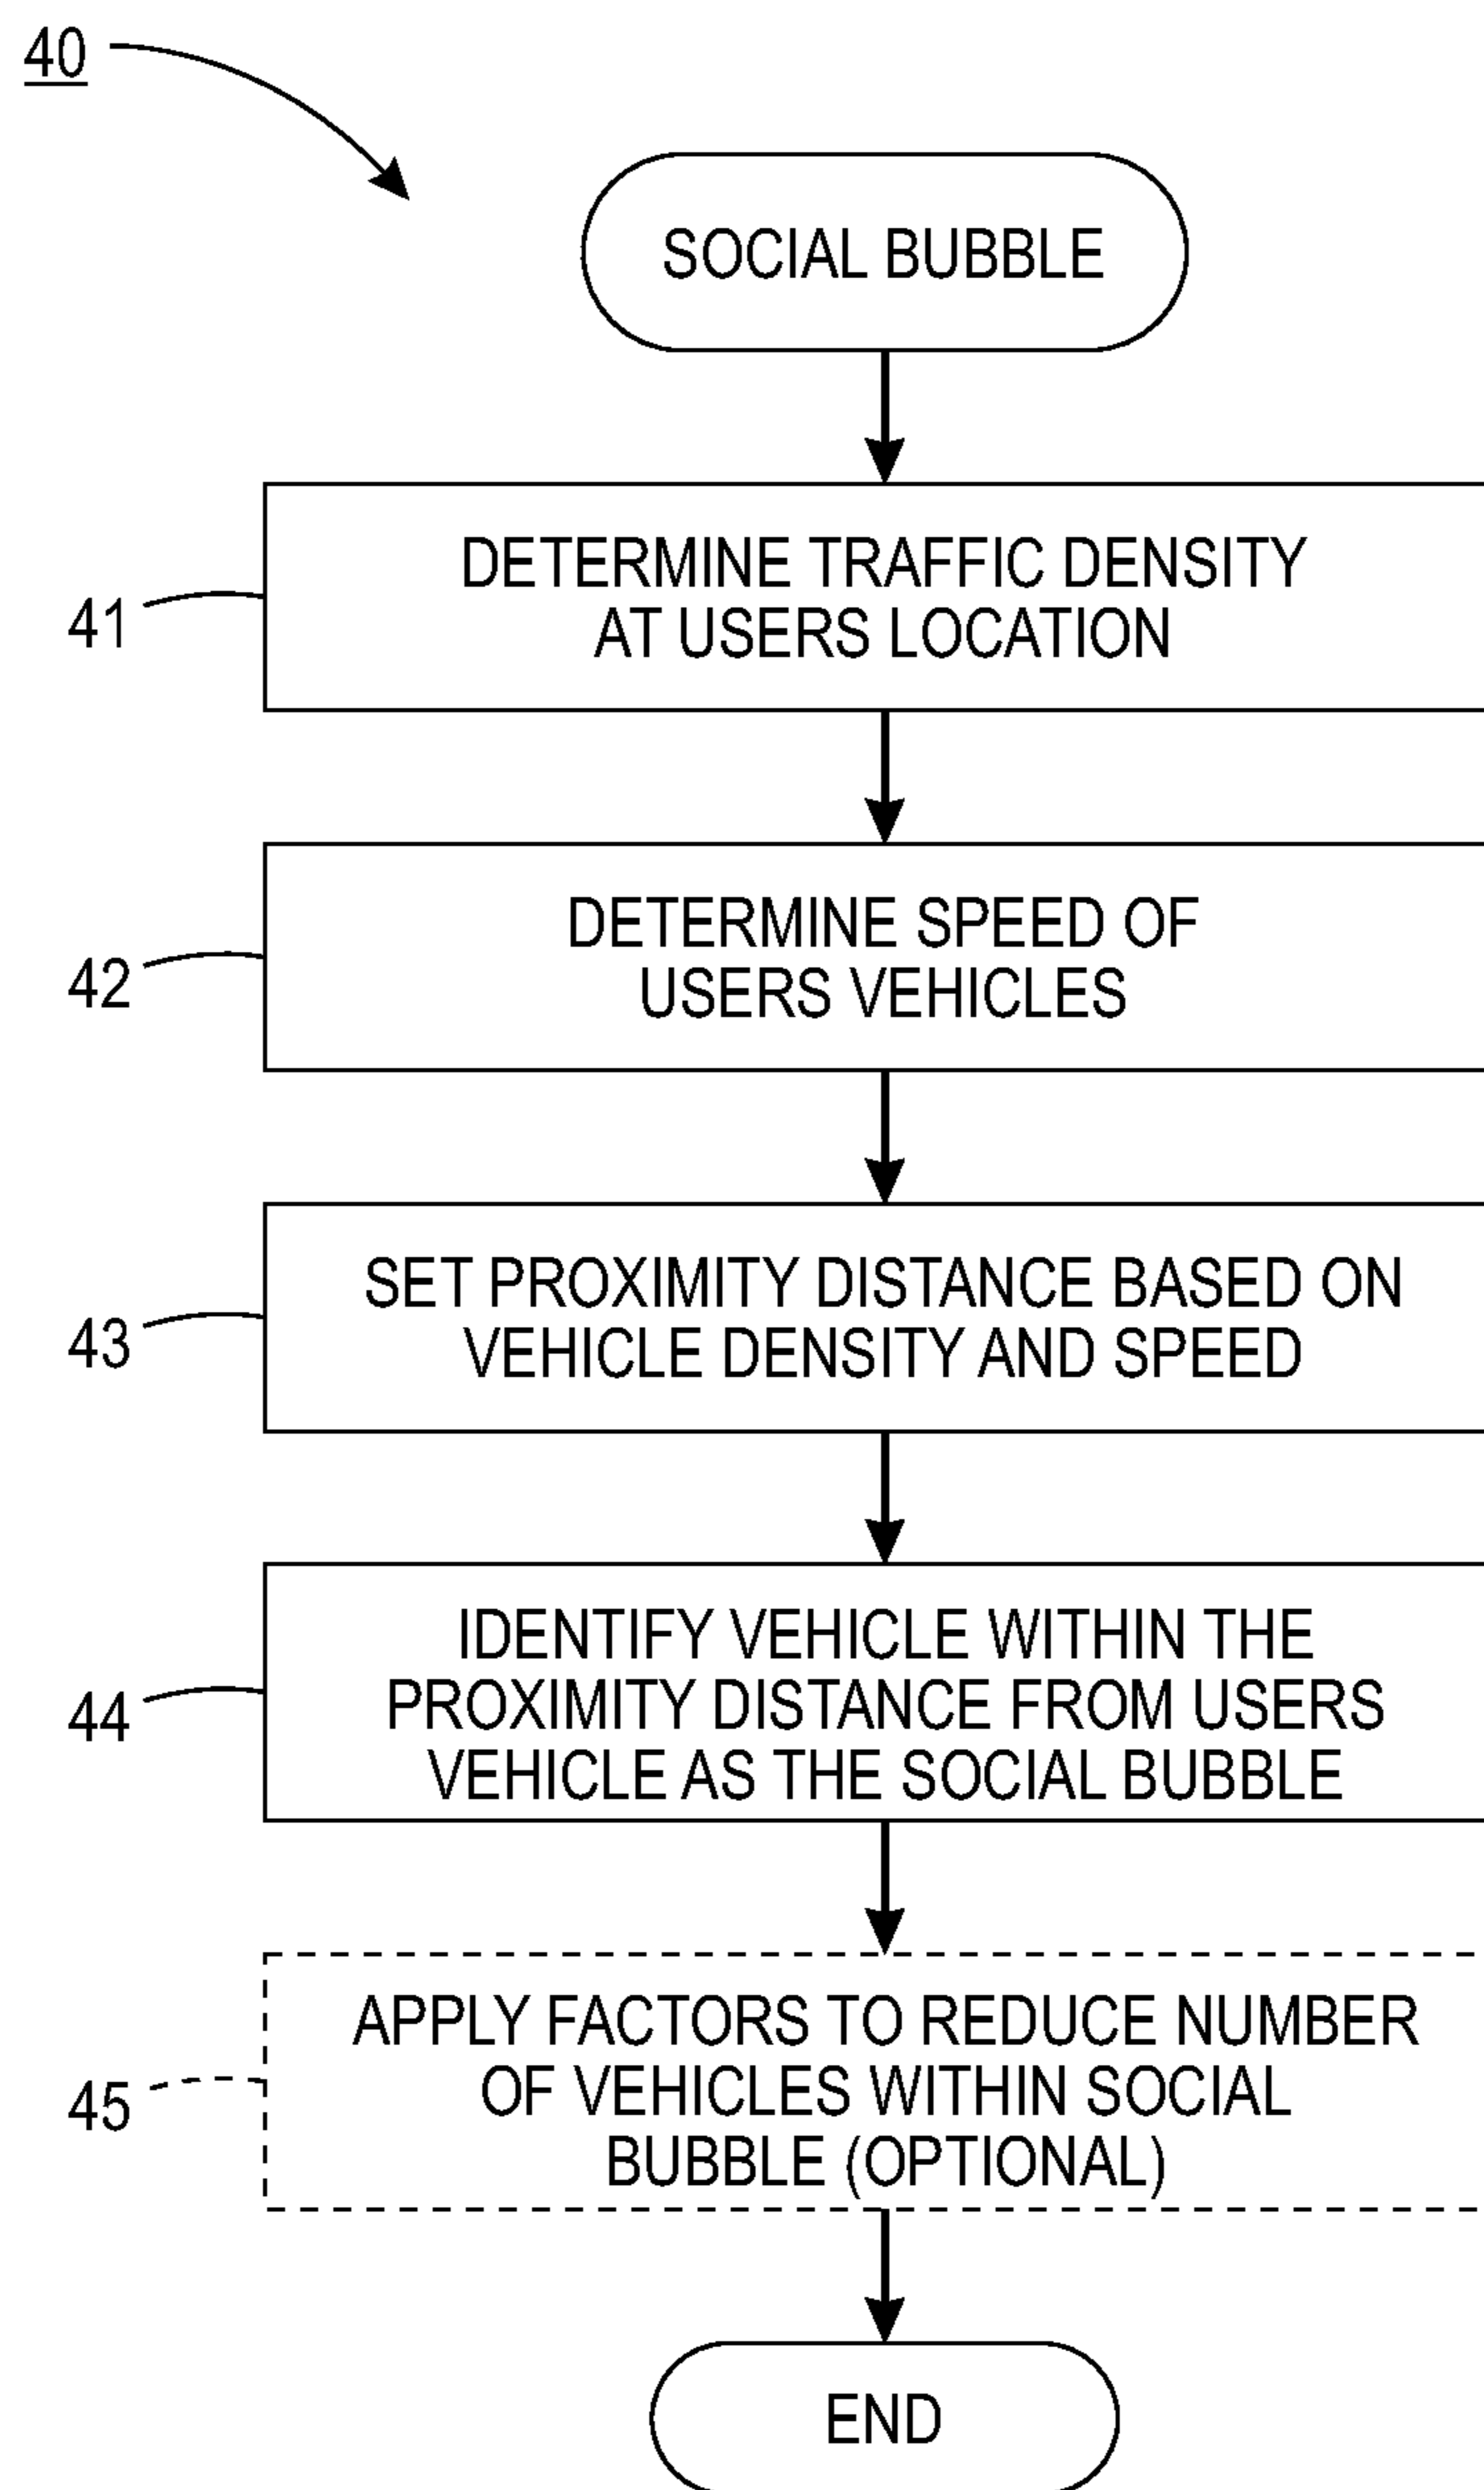 40
SOCIAL BUBBLE
DETERMINE TRAFFIC DENSITY
AT USERS LOCATION
41
DETERMINE SPEED OF
USERS VEHICLES
42
SET PROXIMITY DISTANCE BASED ON
VEHICLE DENSITY AND SPEED
43
IDENTIFY VEHICLE WITHIN THE
PROXIMITY DISTANCE FROM USERS
VEHICLE AS THE SOCIAL BUBBLE
44
APPLY FACTORS TO REDUCE NUMBER
OF VEHICLES WITHIN SOCIAL
BUBBLE (OPTIONAL)
45
END